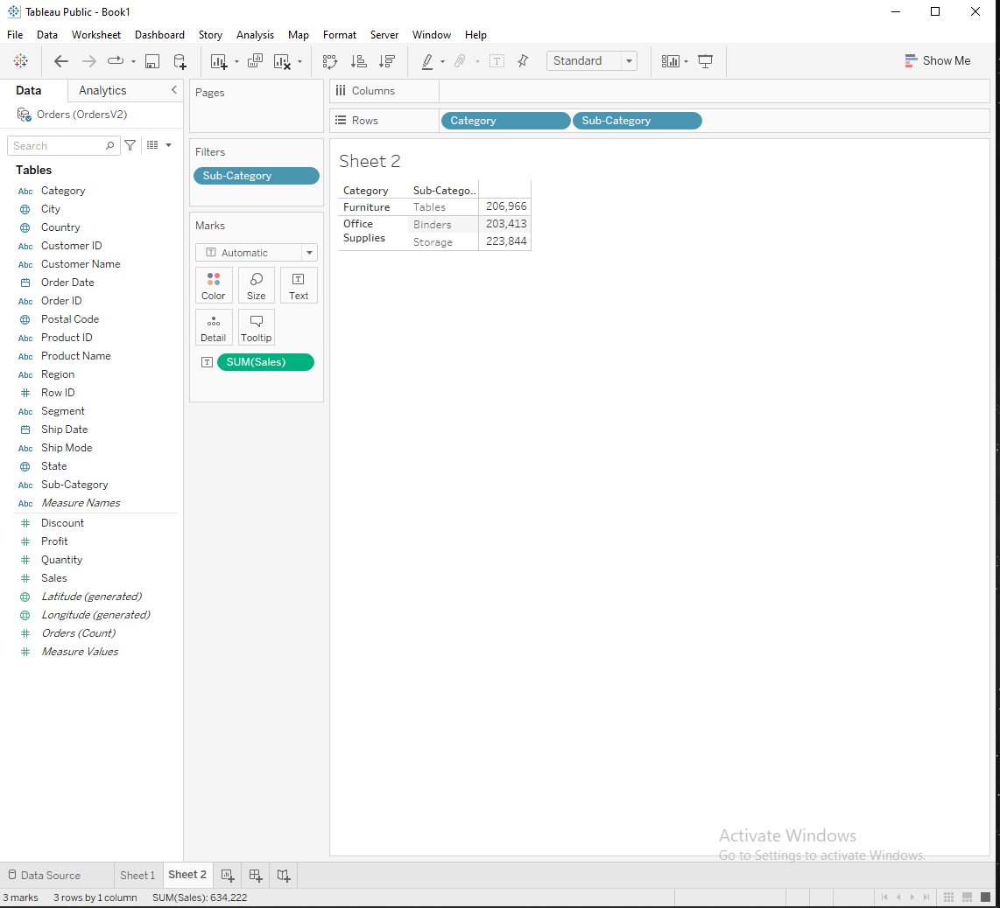 Tableau Public - Book1
File Data Worksheet Dashboard Story Analysis Map Format Server Window Help
Standard
Show Me
Data Analytics
Orders (OrdersV2)
Search
Tables
Abc Category
City
Country
Abc Customer ID
Abc Customer Name
Order Date
Abc Order ID
Postal Code
Abc Product ID
Abc Product Name
Abc Region
Row ID
Abc Segment
Ship Date
Abc Ship Mode
State
Abc Sub-Category
Abc Measure Names
Discount
Profit
Quantity
Sales
Latitude (generated)
Longitude (generated)
Orders (Count)
Measure Values
Pages
Filters
Sub-Category
Marks
Automatic
Color Size Text
Detail Tooltip
SUM(Sales)
Columns
Rows Category Sub-Category
Sheet 2
Category Sub-Catego..
Furniture Tables 206,966
Office Binders 203,413
Supplies Storage 223,844
Activate Windows
Go to Settings to activate Windows.
Data Source Sheet 1 Sheet 2
3 marks 3 rows by 1 column SUM(Sales): 634,222